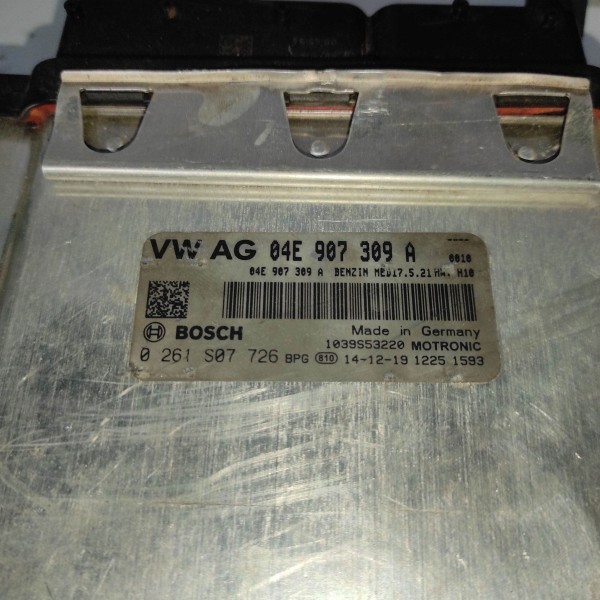 VW AG 04E 907 309 A 0010
04E 907 309 A BENZIN MED17.5.21 HW. H10
BOSCH Made in Germany
1039S53220 MOTRONIC
0 261 S07 726 BPG 810 14-12-19 1225 1593